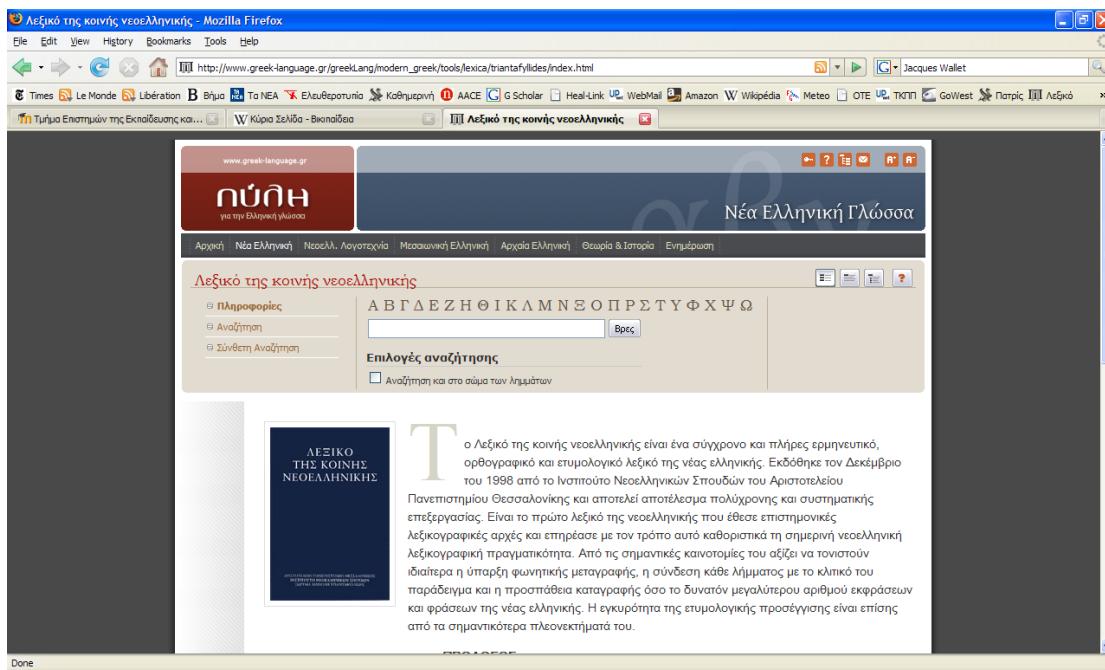 Λεξικό της κοινής νεοελληνικής - Mozilla Firefox
File Edit View History Bookmarks Tools Help
http://www.greek-language.gr/greekLang/modern_greek/tools/lexica/triantafyllides/index.html Jacques Wallet
Times Le Monde Libération Βήμα Τα ΝΕΑ Ελευθεροτυπία Καθημερινή AACE G Scholar Heal-Link WebMail Amazon Wikipédia Meteo ΟΤΕ ΤΚΠΠ GoWest Πατρίς Λεξικό »
Τμήμα Επιστημών της Εκπαίδευσης και... Κύρια Σελίδα - Βικιπαίδεια Λεξικό της κοινής νεοελληνικής
www.greek-language.gr
πύλη
για την Ελληνική γλώσσα
αβ
Νέα Ελληνική Γλώσσα
Αρχική Νέα Ελληνική Νεοελλ. Λογοτεχνία Μεσαιωνική Ελληνική Αρχαία Ελληνική Θεωρία & Ιστορία Ενημέρωση
Λεξικό της κοινής νεοελληνικής
Πληροφορίες
Αναζήτηση
Σύνθετη Αναζήτηση
Α Β Γ Δ Ε Ζ Η Θ Ι Κ Λ Μ Ν Ξ Ο Π Ρ Σ Τ Υ Φ Χ Ψ Ω
Βρες
Επιλογές αναζήτησης
Αναζήτηση και στο σώμα των λημμάτων
ΛΕΞΙΚΟ
ΤΗΣ ΚΟΙΝΗΣ
ΝΕΟΕΛΛΗΝΙΚΗΣ
Το Λεξικό της κοινής νεοελληνικής είναι ένα σύγχρονο και πλήρες ερμηνευτικό,
ορθογραφικό και ετυμολογικό λεξικό της νέας ελληνικής. Εκδόθηκε τον Δεκέμβριο
του 1998 από το Ινστιτούτο Νεοελληνικών Σπουδών του Αριστοτελείου
Πανεπιστημίου Θεσσαλονίκης και αποτελεί αποτέλεσμα πολύχρονης και συστηματικής
επεξεργασίας. Είναι το πρώτο λεξικό της νεοελληνικής που έθεσε επιστημονικές
λεξικογραφικές αρχές και επηρέασε με τον τρόπο αυτό καθοριστικά τη σημερινή νεοελληνική
λεξικογραφική πραγματικότητα. Από τις σημαντικές καινοτομίες του αξίζει να τονιστούν
ιδιαίτερα η ύπαρξη φωνητικής μεταγραφής, η σύνδεση κάθε λήμματος με το κλιτικό του
παράδειγμα και η προσπάθεια καταγραφής όσο το δυνατόν μεγαλύτερου αριθμού εκφράσεων
και φράσεων της νέας ελληνικής. Η εγκυρότητα της ετυμολογικής προσέγγισης είναι επίσης
από τα σημαντικότερα πλεονεκτήματά του.
Done